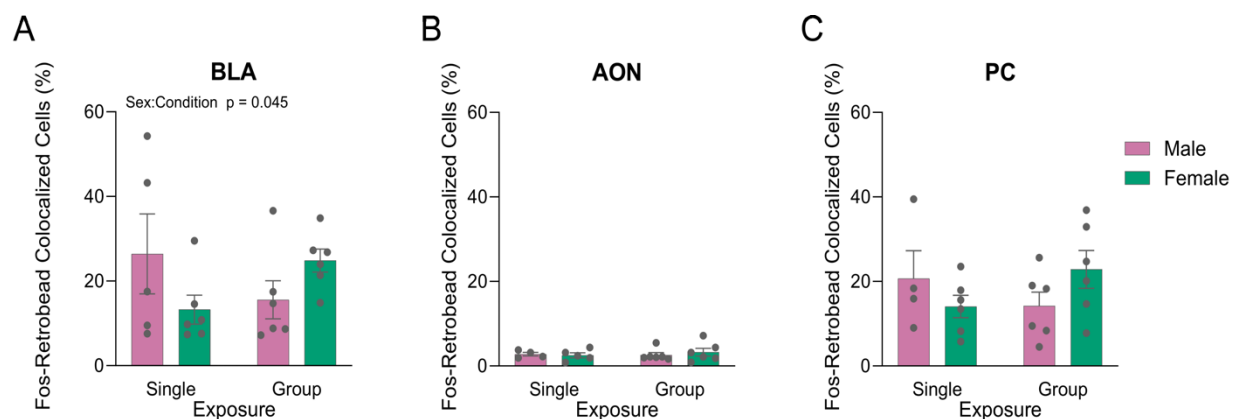 A
BLA
Sex:Condition p = 0.045
Fos-Retrobead Colocalized Cells (%)
60
40
20
0
Single
Group
Exposure
B
AON
Fos-Retrobead Colocalized Cells (%)
60
40
20
0
Single
Group
Exposure
C
PC
Fos-Retrobead Colocalized Cells (%)
60
40
20
0
Single
Group
Exposure
Male
Female